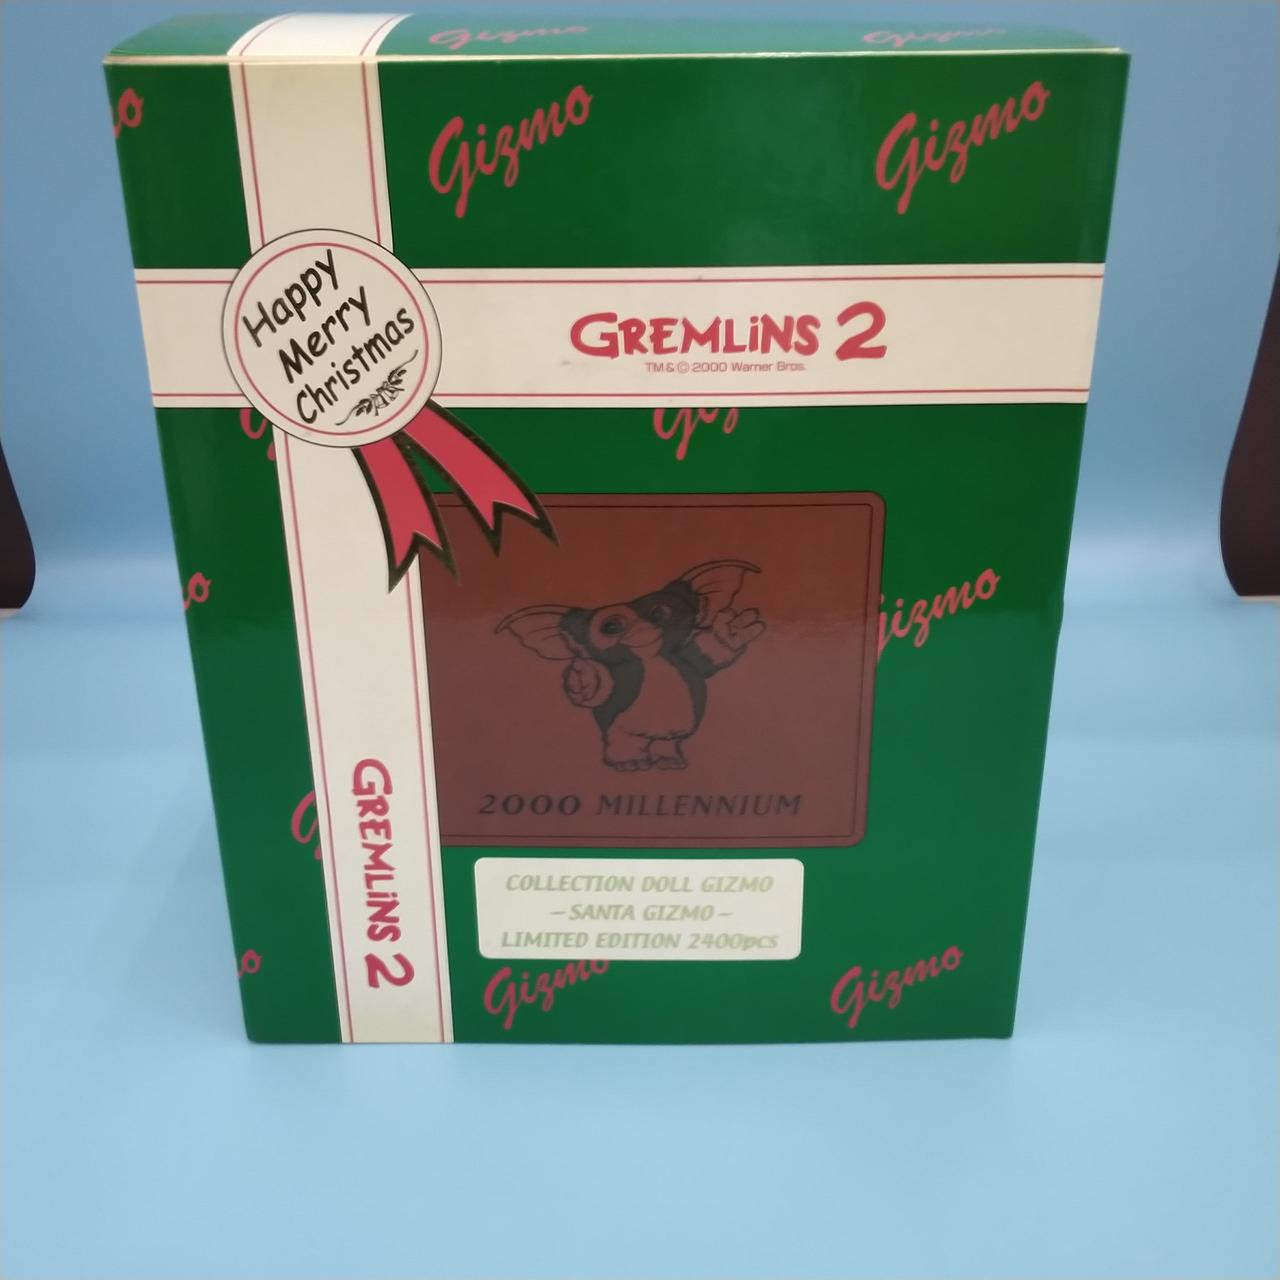 Gizmo
Gizmo
Gizmo
Gizmo
Happy
Merry
Christmas
GREMLiNS 2
TM & © 2000 Warner Bros.
Gizmo
2000 MILLENNIUM
GREMLiNS 2
COLLECTION DOLL GIZMO
– SANTA GIZMO –
LIMITED EDITION 2400pcs
Gizmo
Gizmo